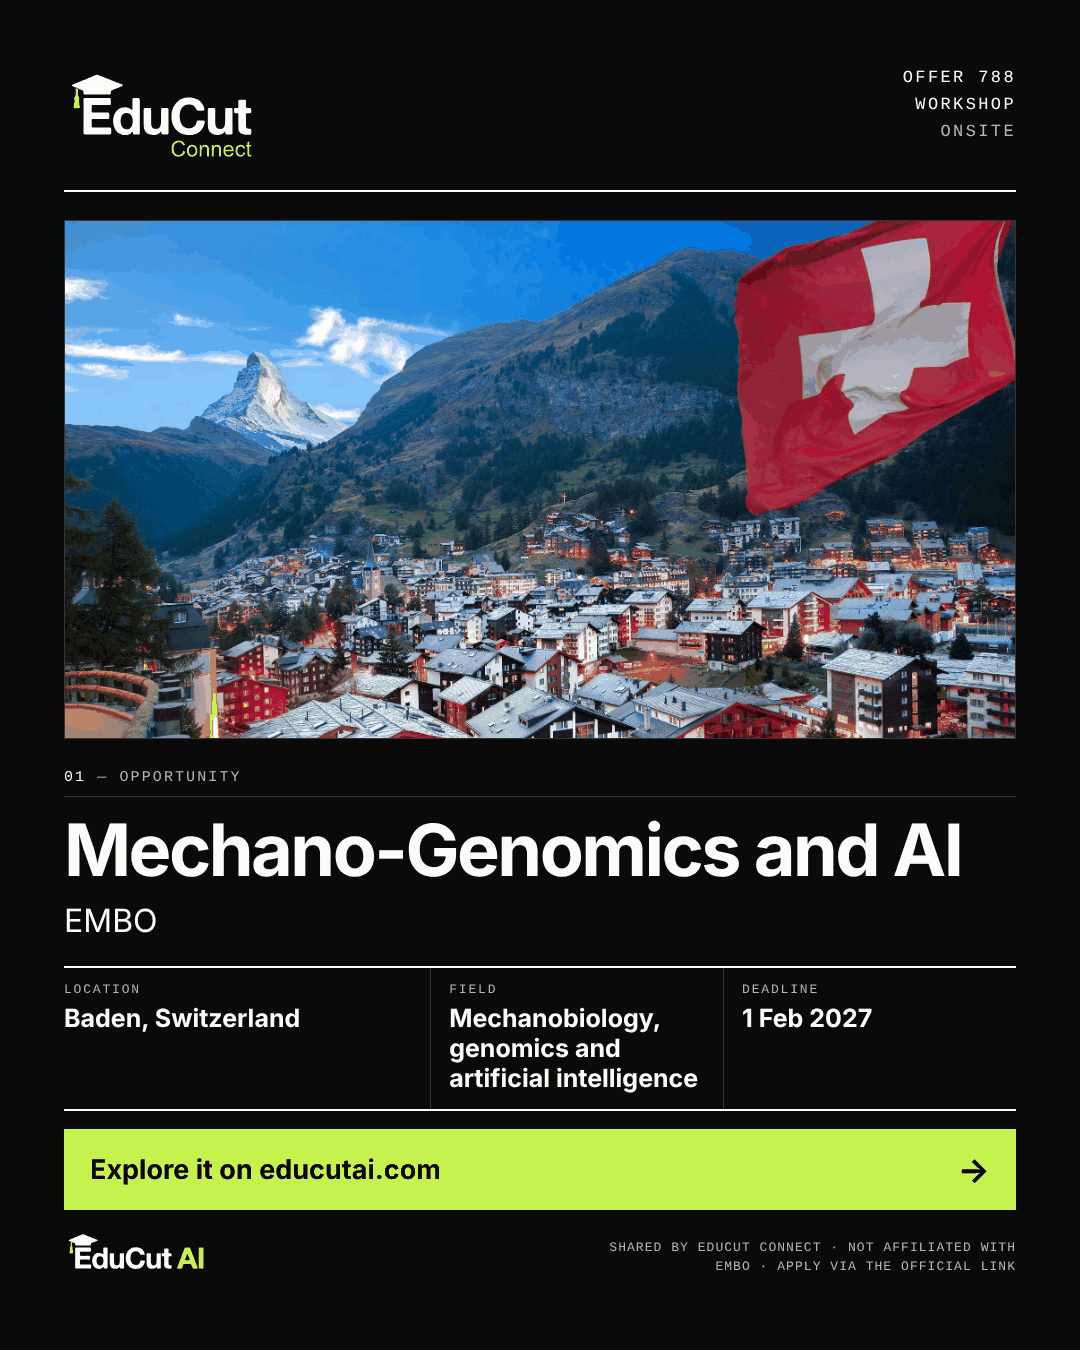 EduCut
Connect
OFFER 788
WORKSHOP
ONSITE
01 — OPPORTUNITY
Mechano-Genomics and AI
EMBO
LOCATION
Baden, Switzerland
FIELD
Mechanobiology,
genomics and
artificial intelligence
DEADLINE
1 Feb 2027
Explore it on educutai.com →
EduCut AI
SHARED BY EDUCUT CONNECT · NOT AFFILIATED WITH
EMBO · APPLY VIA THE OFFICIAL LINK